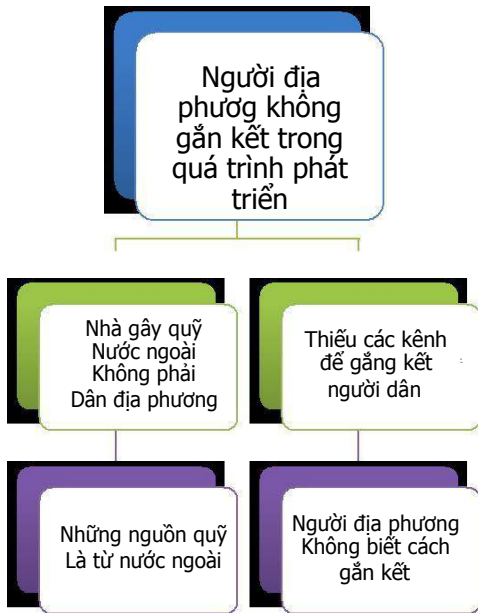 Người địa
phươg không
gắn kết trong
quá trình phát
triển
Nhà gây quỹ
Nước ngoài
Không phải
Dân địa phương
Thiếu các kênh
để gắng kết
người dân
Những nguồn quỹ
Là từ nước ngoài
Người địa phương
Không biết cách
gắn kết